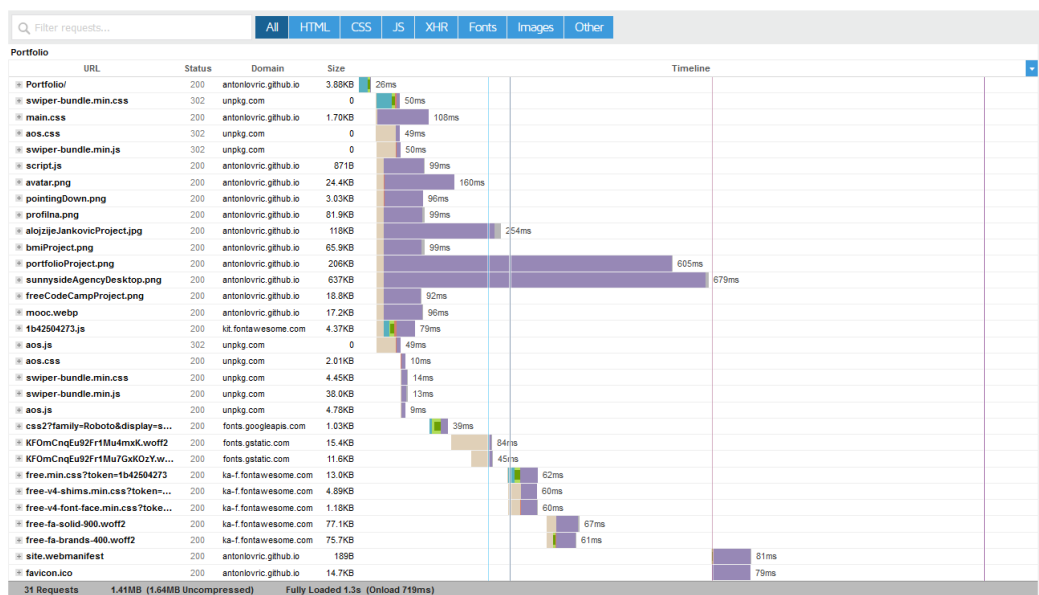 Filter requests...
All HTML CSS JS XHR Fonts Images Other
Portfolio
URL Status Domain Size Timeline
Portfolio/ 200 antonlovric.github.io 3.88KB 26ms
swiper-bundle.min.css 302 unpkg.com 0 50ms
main.css 200 antonlovric.github.io 1.70KB 108ms
aos.css 302 unpkg.com 0 49ms
swiper-bundle.min.js 302 unpkg.com 0 50ms
script.js 200 antonlovric.github.io 871B 99ms
avatar.png 200 antonlovric.github.io 24.4KB 160ms
pointingDown.png 200 antonlovric.github.io 3.03KB 96ms
profilna.png 200 antonlovric.github.io 81.9KB 99ms
alojzijeJankovicProject.jpg 200 antonlovric.github.io 118KB 254ms
bmiProject.png 200 antonlovric.github.io 65.9KB 99ms
portfolioProject.png 200 antonlovric.github.io 206KB 605ms
sunnysideAgencyDesktop.png 200 antonlovric.github.io 637KB 679ms
freeCodeCampProject.png 200 antonlovric.github.io 18.8KB 92ms
mooc.webp 200 antonlovric.github.io 17.2KB 96ms
1b42504273.js 200 kit.fontawesome.com 4.37KB 79ms
aos.js 302 unpkg.com 0 49ms
aos.css 200 unpkg.com 2.01KB 10ms
swiper-bundle.min.css 200 unpkg.com 4.45KB 14ms
swiper-bundle.min.js 200 unpkg.com 38.0KB 13ms
aos.js 200 unpkg.com 4.78KB 9ms
css2?family=Roboto&display=s... 200 fonts.googleapis.com 1.03KB 39ms
KFOmCnqEu92Fr1Mu4mxK.woff2 200 fonts.gstatic.com 15.4KB 84ms
KFOmCnqEu92Fr1Mu7GxKOzY.w... 200 fonts.gstatic.com 11.6KB 45ms
free.min.css?token=1b42504273 200 ka-f.fontawesome.com 13.0KB 62ms
free-v4-shims.min.css?token=... 200 ka-f.fontawesome.com 4.89KB 60ms
free-v4-font-face.min.css?toke... 200 ka-f.fontawesome.com 1.18KB 60ms
free-fa-solid-900.woff2 200 ka-f.fontawesome.com 77.1KB 67ms
free-fa-brands-400.woff2 200 ka-f.fontawesome.com 75.7KB 61ms
site.webmanifest 200 antonlovric.github.io 189B 81ms
favicon.ico 200 antonlovric.github.io 14.7KB 79ms
31 Requests 1.41MB (1.64MB Uncompressed) Fully Loaded 1.3s (Onload 719ms)